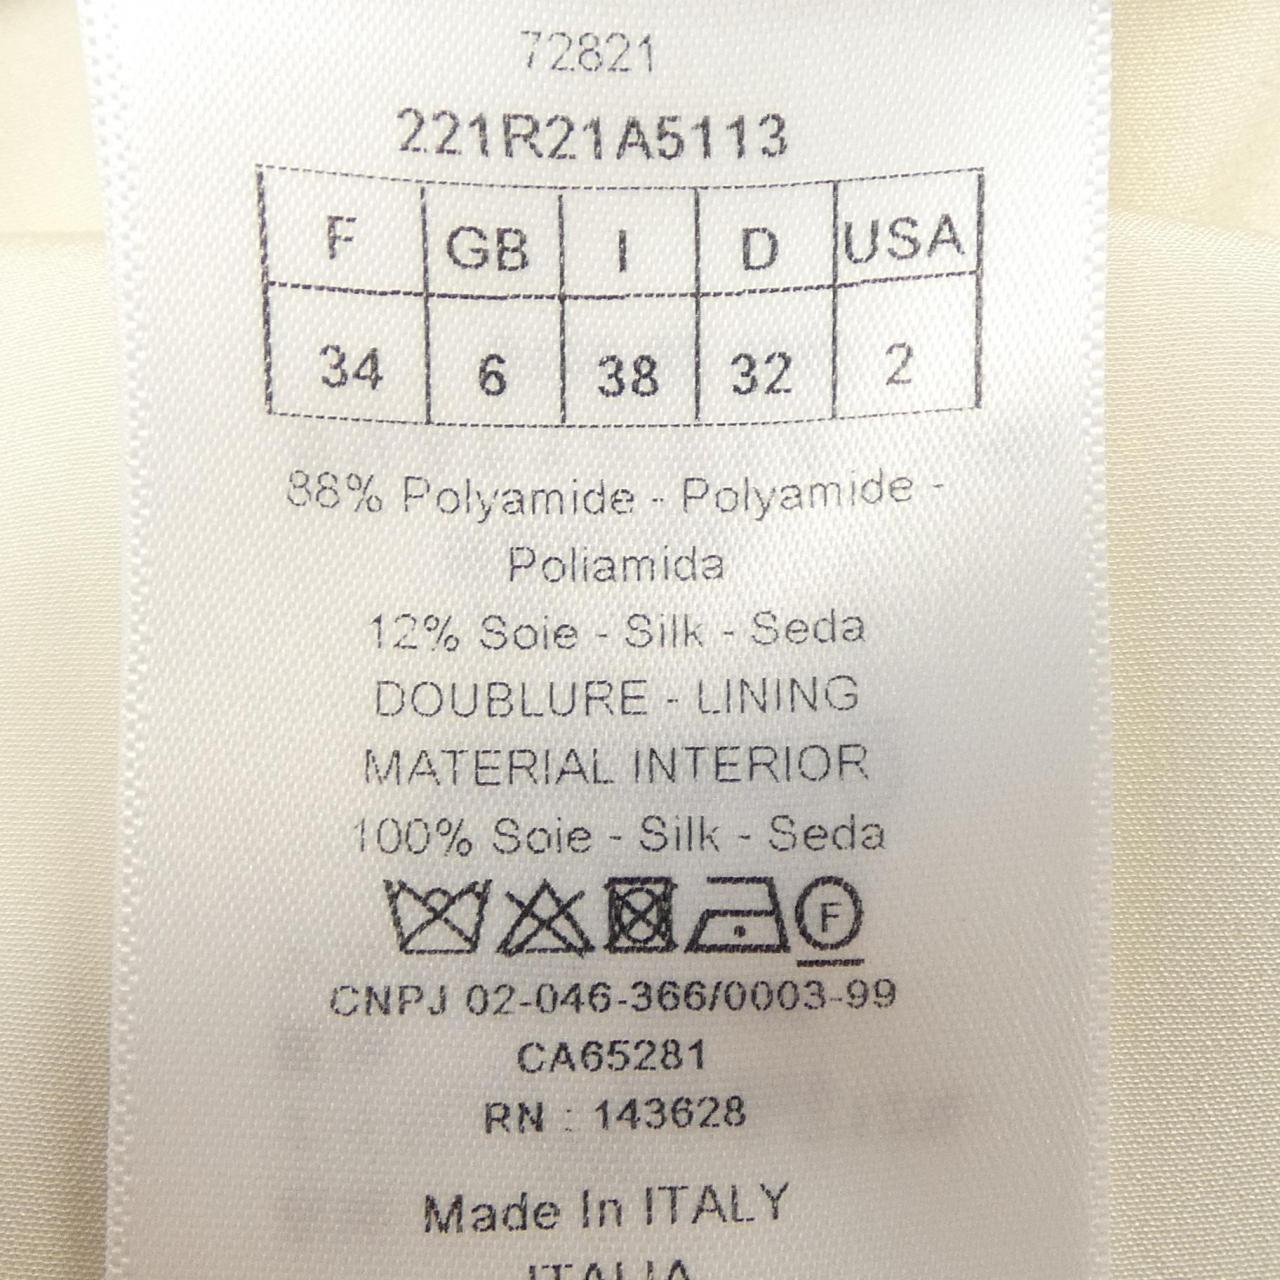 72821
221R21A5113
F GB I D USA
34 6 38 32 2
88% Polyamide - Polyamide -
Poliamida
12% Soie - Silk - Seda
DOUBLURE - LINING
MATERIAL INTERIOR
100% Soie - Silk - Seda
F
CNPJ 02-046-366/0003-99
CA65281
RN : 143628
Made In ITALY
ITALIA